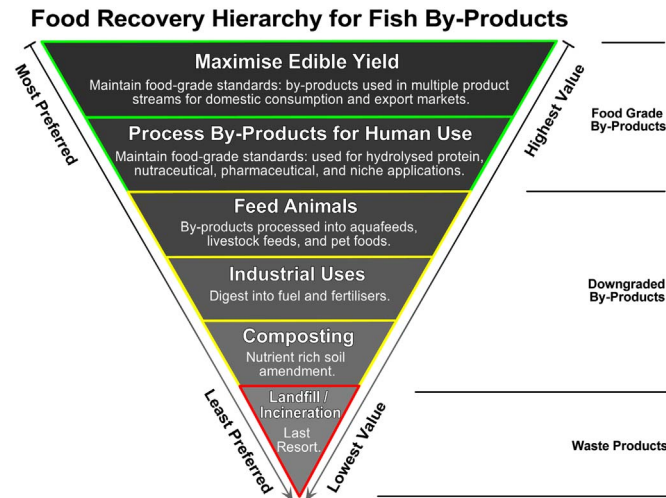 Food Recovery Hierarchy for Fish By-Products
Maximise Edible Yield
Maintain food-grade standards: by-products used in multiple product
streams for domestic consumption and export markets.
Process By-Products for Human Use
Maintain food-grade standards: used for hydrolysed protein,
nutraceutical, pharmaceutical, and niche applications.
Feed Animals
By-products processed into aquafeeds,
livestock feeds, and pet foods.
Industrial Uses
Digest into fuel and fertilisers.
Composting
Nutrient rich soil
amendment.
Landfill /
Incineration
Last
Resort.
Most Preferred
Least Preferred
Highest Value
Lowest Value
Food Grade
By-Products
Downgraded
By-Products
Waste Products